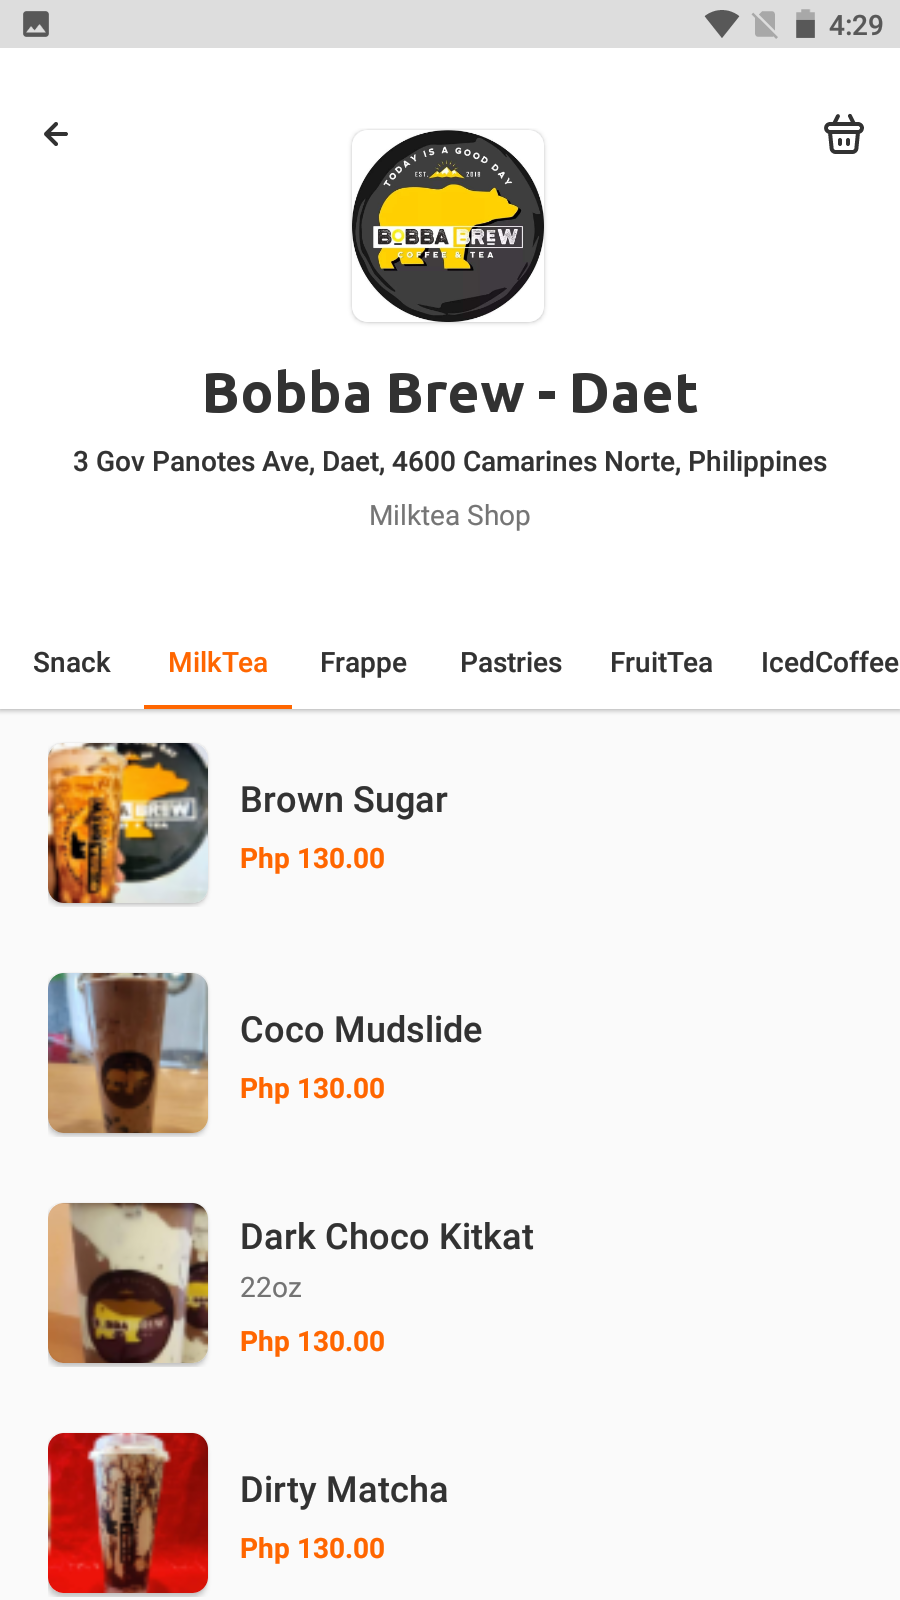 4:29
TODAY IS A GOOD DAY
EST. 2018
BOBBA BREW
COFFEE & TEA
Bobba Brew - Daet
3 Gov Panotes Ave, Daet, 4600 Camarines Norte, Philippines
Milktea Shop
Snack MilkTea Frappe Pastries FruitTea IcedCoffee
BREW
Brown Sugar
Php 130.00
Coco Mudslide
Php 130.00
Dark Choco Kitkat
22oz
Php 130.00
Dirty Matcha
Php 130.00